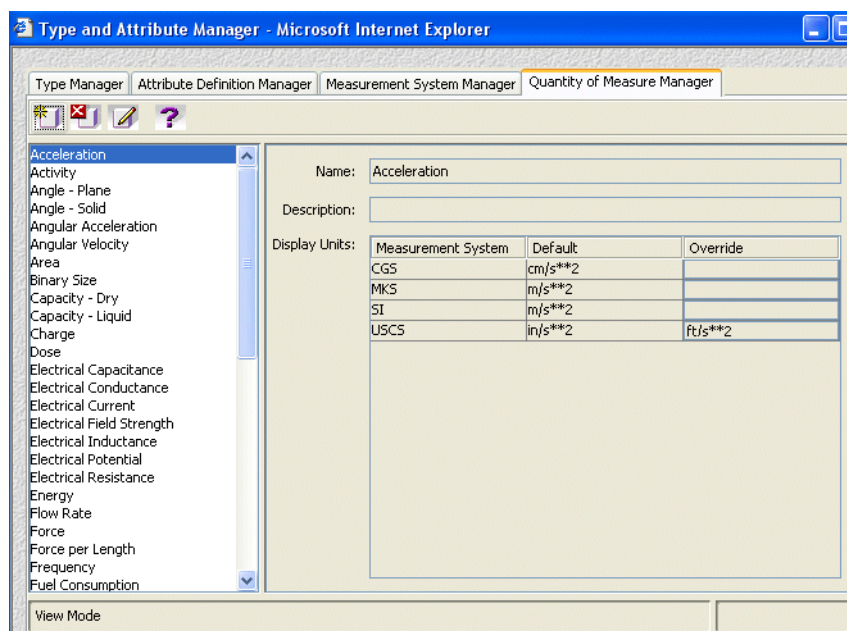 Type and Attribute Manager - Microsoft Internet Explorer
Type Manager Attribute Definition Manager Measurement System Manager Quantity of Measure Manager
?
Acceleration
Activity
Angle - Plane
Angle - Solid
Angular Acceleration
Angular Velocity
Area
Binary Size
Capacity - Dry
Capacity - Liquid
Charge
Dose
Electrical Capacitance
Electrical Conductance
Electrical Current
Electrical Field Strength
Electrical Inductance
Electrical Potential
Electrical Resistance
Energy
Flow Rate
Force
Force per Length
Frequency
Fuel Consumption
Name: Acceleration
Description:
Display Units: Measurement System Default Override
CGS cm/s**2
MKS m/s**2
SI m/s**2
USCS in/s**2 ft/s**2
View Mode